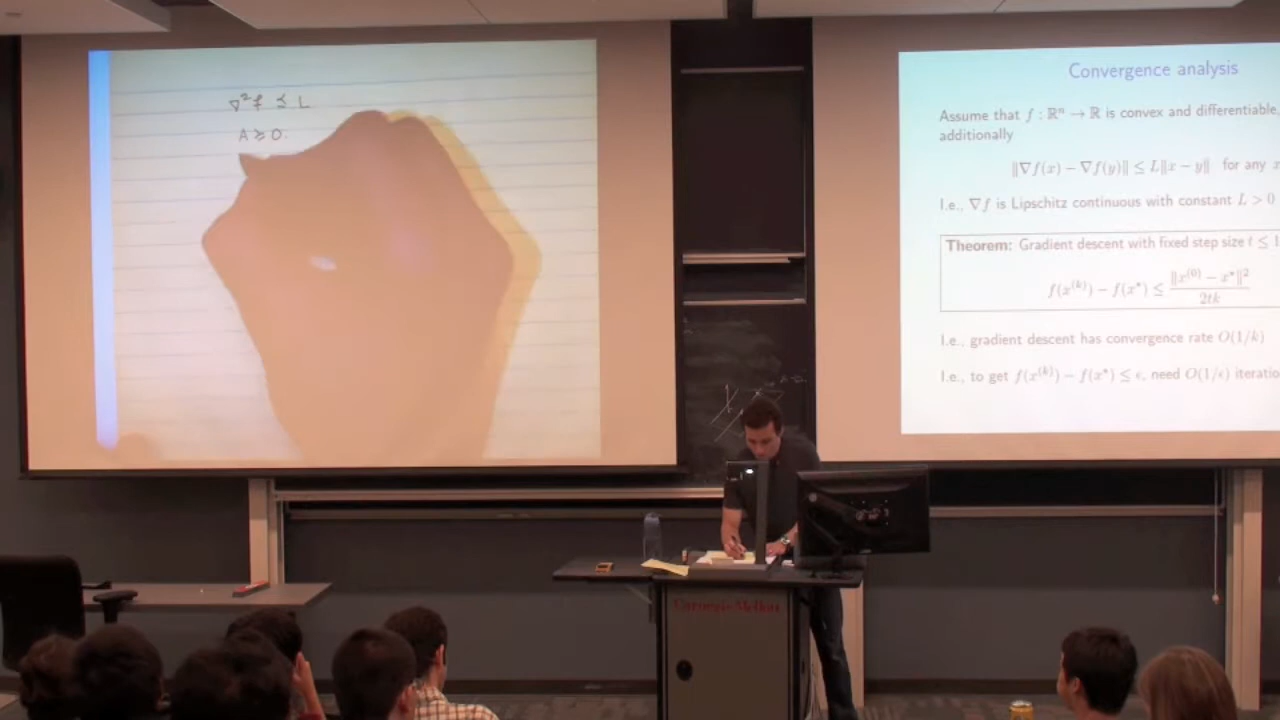 ∇²f ⪯ L
A ⪰ 0.
Convergence analysis
Assume that f : ℝⁿ → ℝ is convex and differentiable,
additionally
‖∇f(x) − ∇f(y)‖ ≤ L‖x − y‖ for any x
I.e., ∇f is Lipschitz continuous with constant L > 0
Theorem: Gradient descent with fixed step size t ≤ 1
f(x⁽ᵏ⁾) − f(x*) ≤ ‖x⁽⁰⁾ − x*‖² / 2tk
I.e., gradient descent has convergence rate O(1/k)
I.e., to get f(x⁽ᵏ⁾) − f(x*) ≤ ϵ, need O(1/ϵ) iteratio
Carnegie Mellon